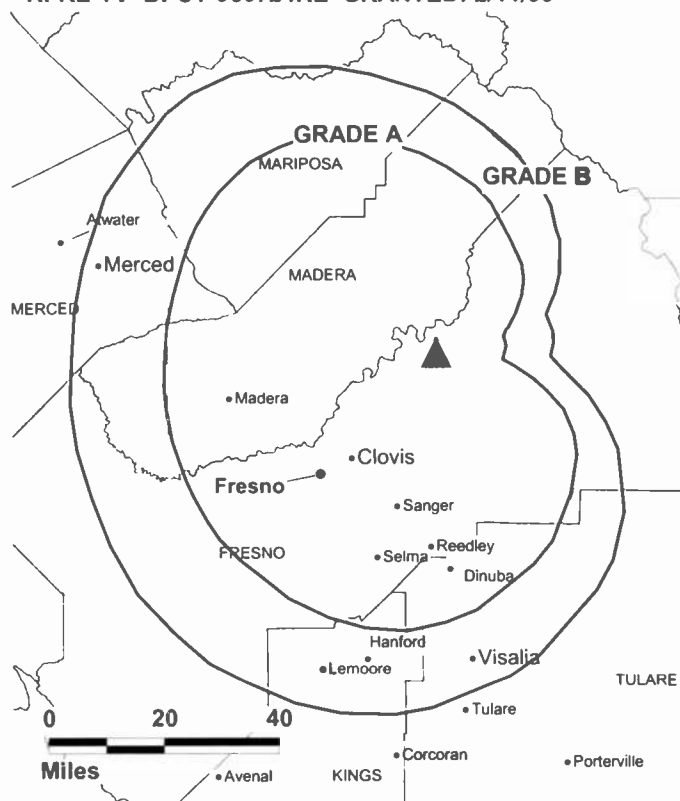 GRADE A
MARIPOSA
GRADE B
Atwater
Merced
MADERA
MERCED
Madera
Clovis
Fresno
Sanger
Reedley
FRESNO
Selma
Dinuba
Hanford
Lemoore
Visalia
TULARE
0 20 40
Tulare
Miles
Corcoran
Porterville
Avenal
KINGS